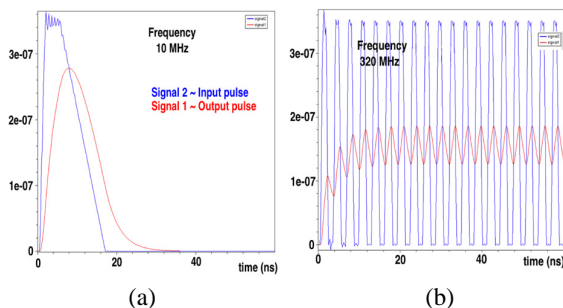 signal2
signal1
3e-07
2e-07
1e-07
0
Frequency
10 MHz
Signal 2 ~ Input pulse
Signal 1 ~ Output pulse
0
20
40
time (ns)
(a)
signal2
signal1
3e-07
2e-07
1e-07
0
Frequency
320 MHz
0
20
40
time (ns)
(b)